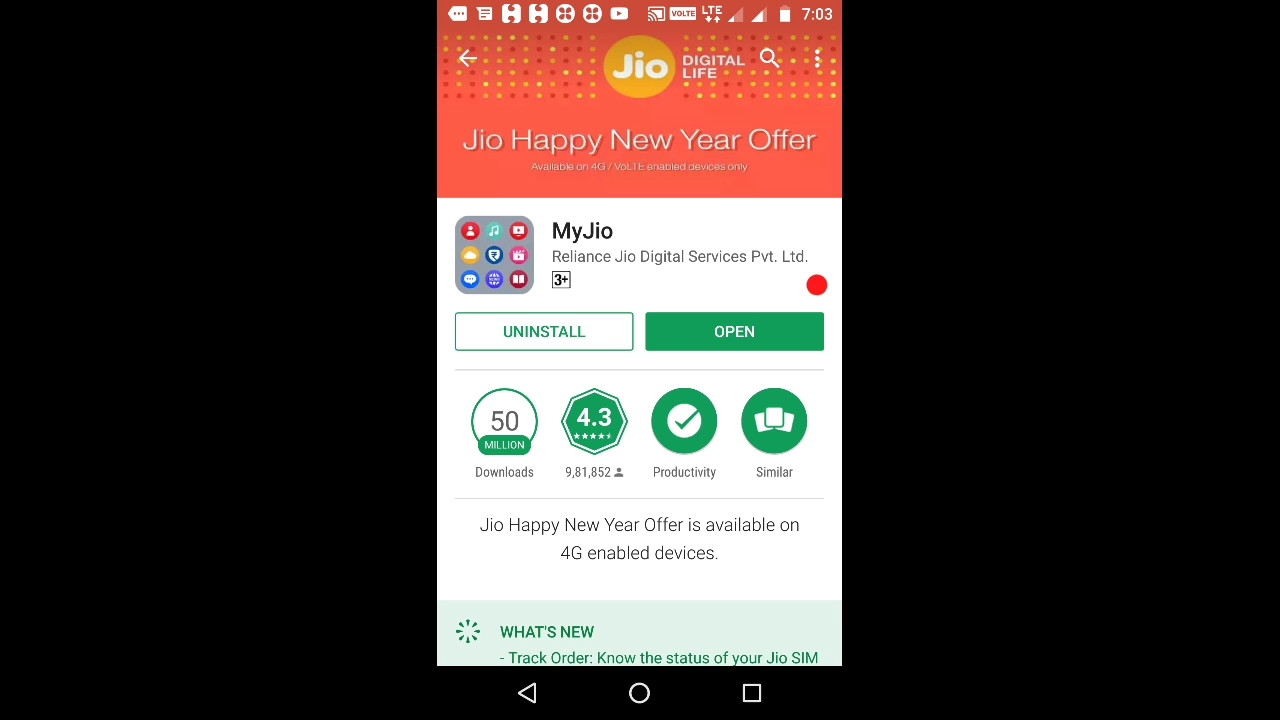 VOLTE LTE 7:03
Jio DIGITAL
LIFE
Jio Happy New Year Offer
Available on 4G / VoLTE enabled devices only
MyJio
Reliance Jio Digital Services Pvt. Ltd.
3+
UNINSTALL OPEN
50 4.3
MILLION
Downloads 9,81,852 Productivity Similar
Jio Happy New Year Offer is available on
4G enabled devices.
WHAT'S NEW
- Track Order: Know the status of your Jio SIM